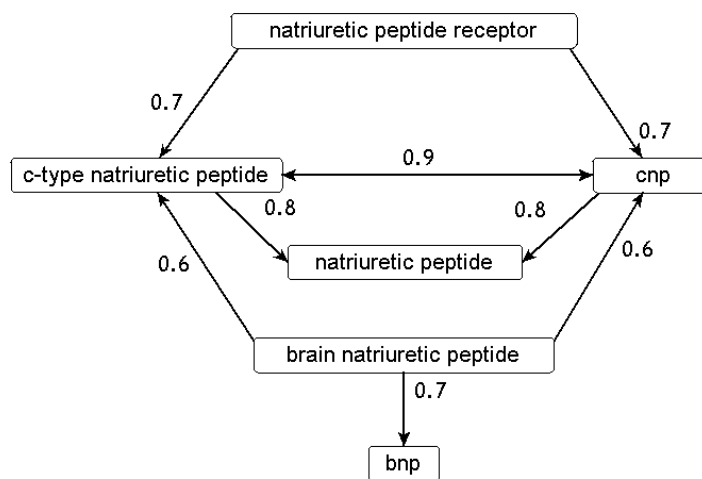 natriuretic peptide receptor
0.7
0.7
c-type natriuretic peptide
0.9
cnp
0.8
0.8
natriuretic peptide
0.6
0.6
brain natriuretic peptide
0.7
bnp